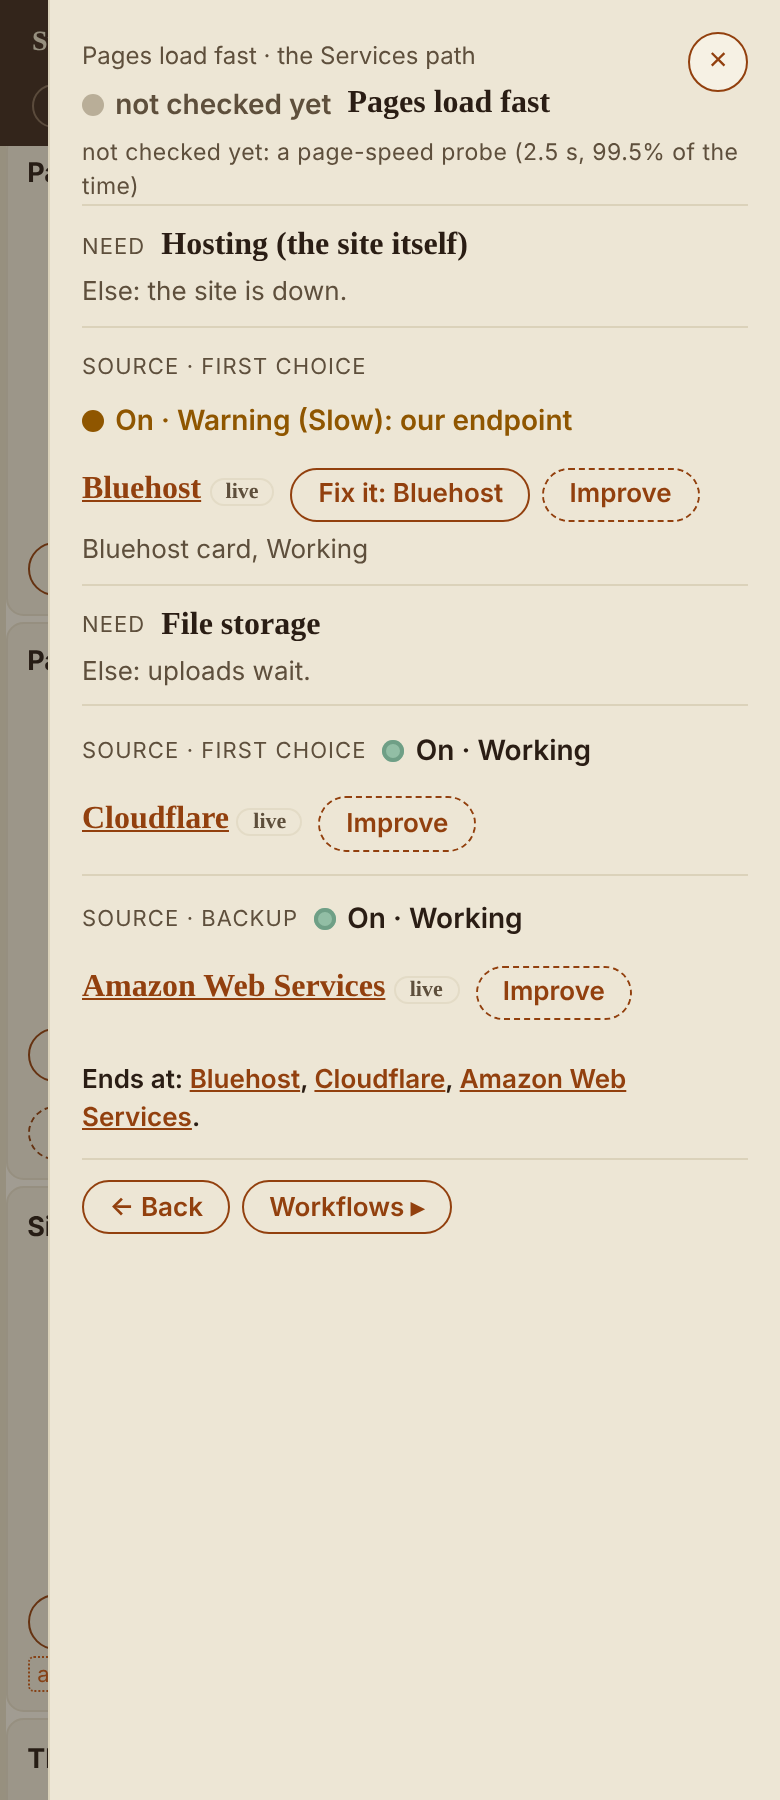 Pages load fast · the Services path
×
not checked yet Pages load fast
not checked yet: a page-speed probe (2.5 s, 99.5% of the
time)
NEED Hosting (the site itself)
Else: the site is down.
SOURCE · FIRST CHOICE
On · Warning (Slow): our endpoint
Bluehost live Fix it: Bluehost Improve
Bluehost card, Working
NEED File storage
Else: uploads wait.
SOURCE · FIRST CHOICE On · Working
Cloudflare live Improve
SOURCE · BACKUP On · Working
Amazon Web Services live Improve
Ends at: Bluehost, Cloudflare, Amazon Web
Services.
← Back Workflows ▸